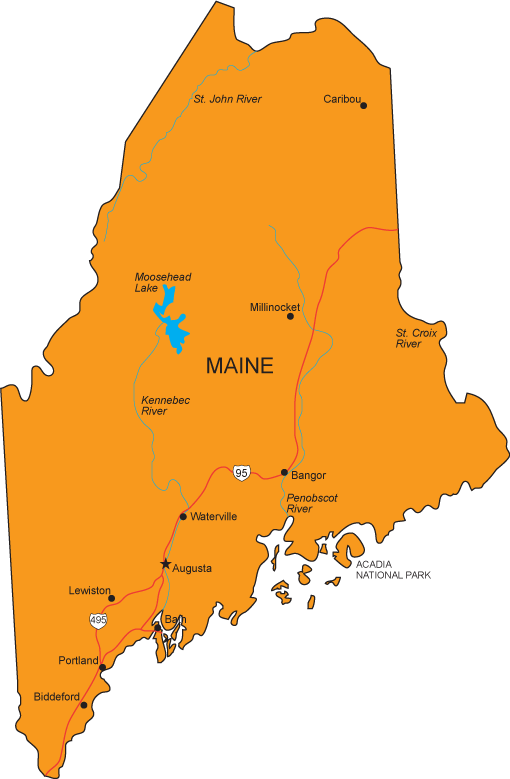 St. John River
Caribou
Moosehead
Lake
Millinocket
St. Croix
River
MAINE
Kennebec
River
95
Bangor
Penobscot
River
Waterville
ACADIA
NATIONAL PARK
Augusta
Lewiston
495
Bath
Portland
Biddeford